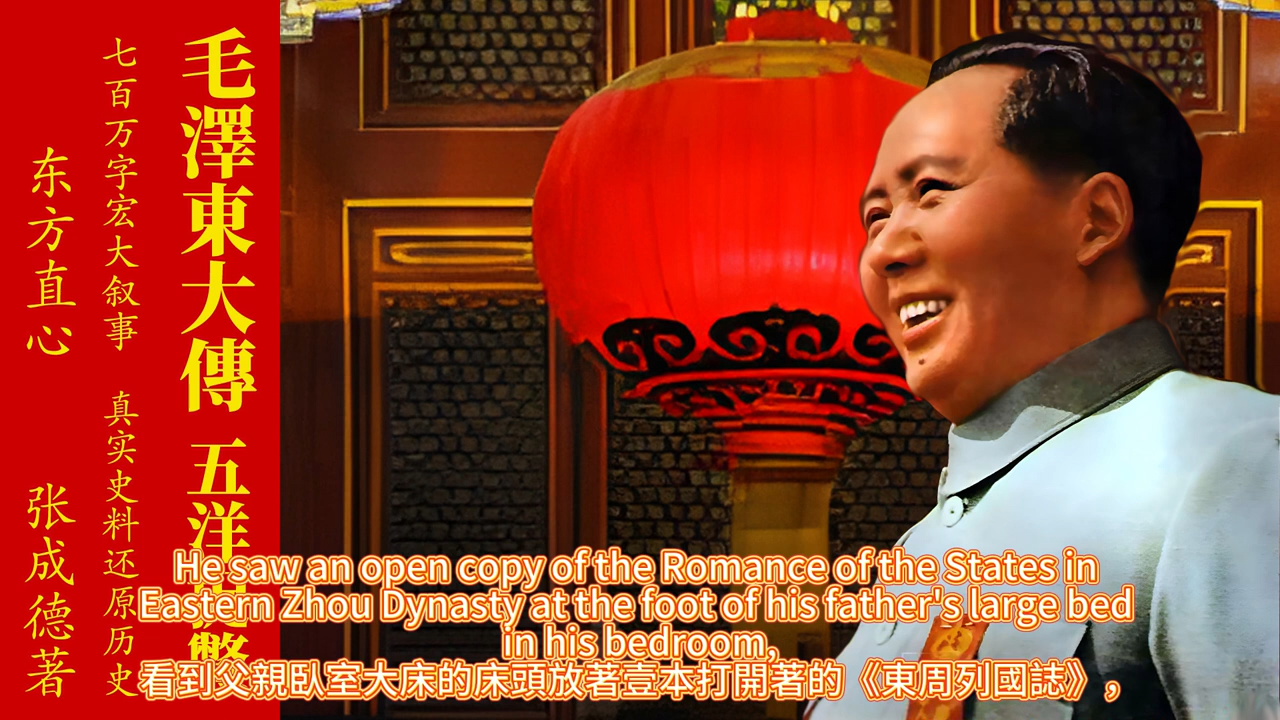 毛澤東大傳 五洋
七百万字宏大叙事 真实史料还原历史
东方直心
张成德著
He saw an open copy of the Romance of the States in
Eastern Zhou Dynasty at the foot of his father's large bed
in his bedroom,
看到父親臥室大床的床頭放著壹本打開著的《東周列國誌》，